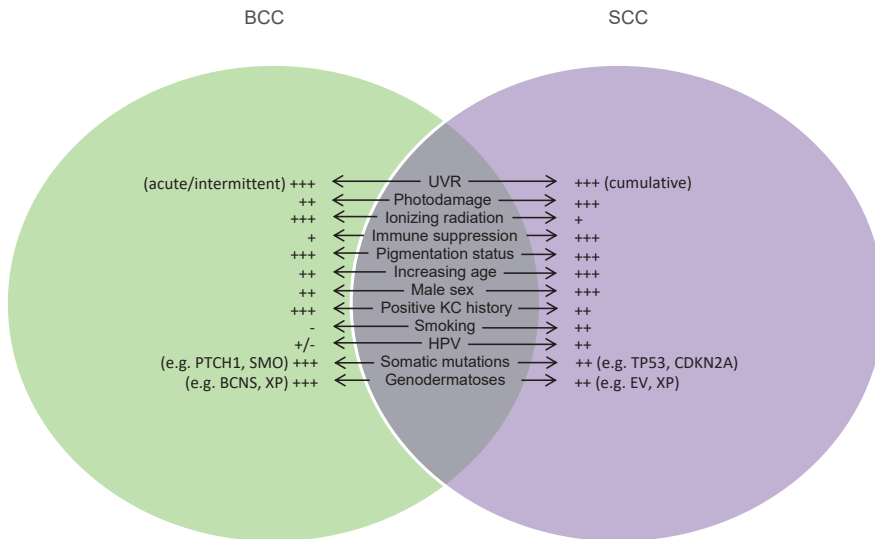 BCC SCC
(acute/intermittent) +++ UVR +++ (cumulative)
++ Photodamage +++
+++ Ionizing radiation +
+ Immune suppression +++
+++ Pigmentation status +++
++ Increasing age +++
++ Male sex +++
+++ Positive KC history ++
- Smoking ++
+/- HPV ++
(e.g. PTCH1, SMO) +++ Somatic mutations ++ (e.g. TP53, CDKN2A)
(e.g. BCNS, XP) +++ Genodermatoses ++ (e.g. EV, XP)